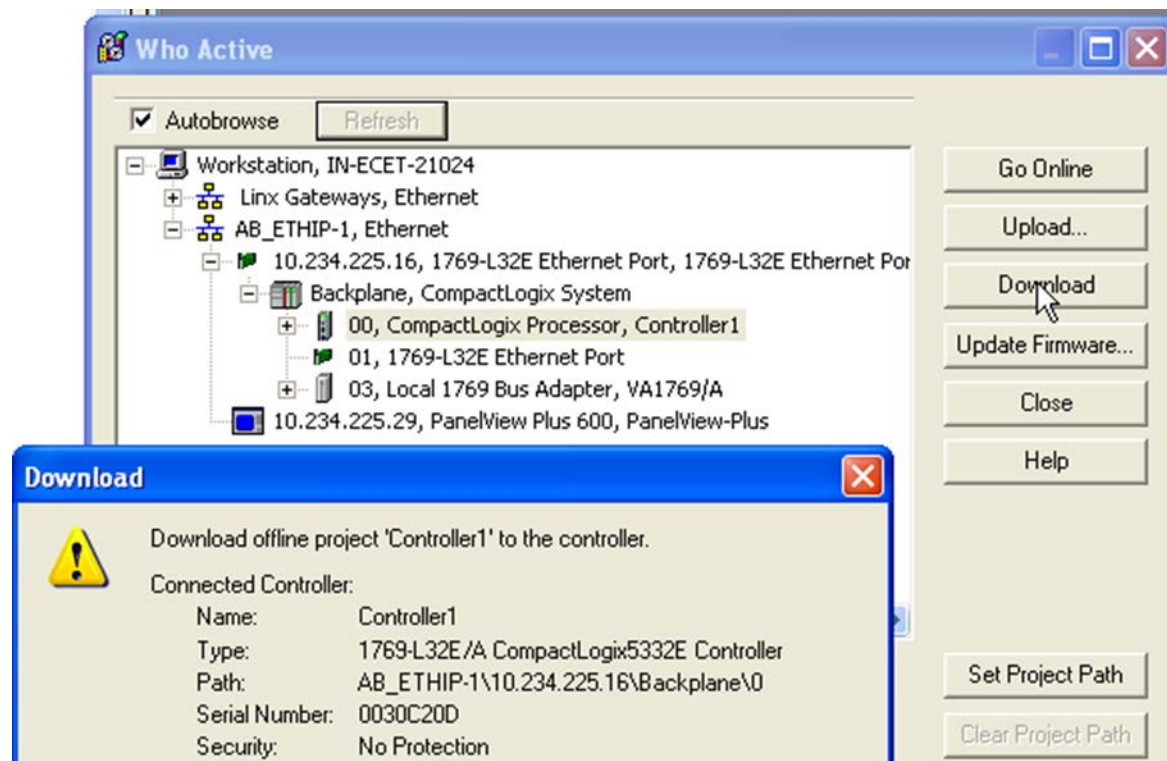 Who Active
Autobrowse
Refresh
Workstation, IN-ECET-21024
Linx Gateways, Ethernet
AB_ETHIP-1, Ethernet
10.234.225.16, 1769-L32E Ethernet Port, 1769-L32E Ethernet Por
Backplane, CompactLogix System
00, CompactLogix Processor, Controller1
01, 1769-L32E Ethernet Port
03, Local 1769 Bus Adapter, VA1769/A
10.234.225.29, PanelView Plus 600, PanelView-Plus
Go Online
Upload...
Download
Update Firmware...
Close
Help
Set Project Path
Clear Project Path
Download
Download offline project 'Controller1' to the controller.
Connected Controller:
Name: Controller1
Type: 1769-L32E/A CompactLogix5332E Controller
Path: AB_ETHIP-1\10.234.225.16\Backplane\0
Serial Number: 0030C20D
Security: No Protection